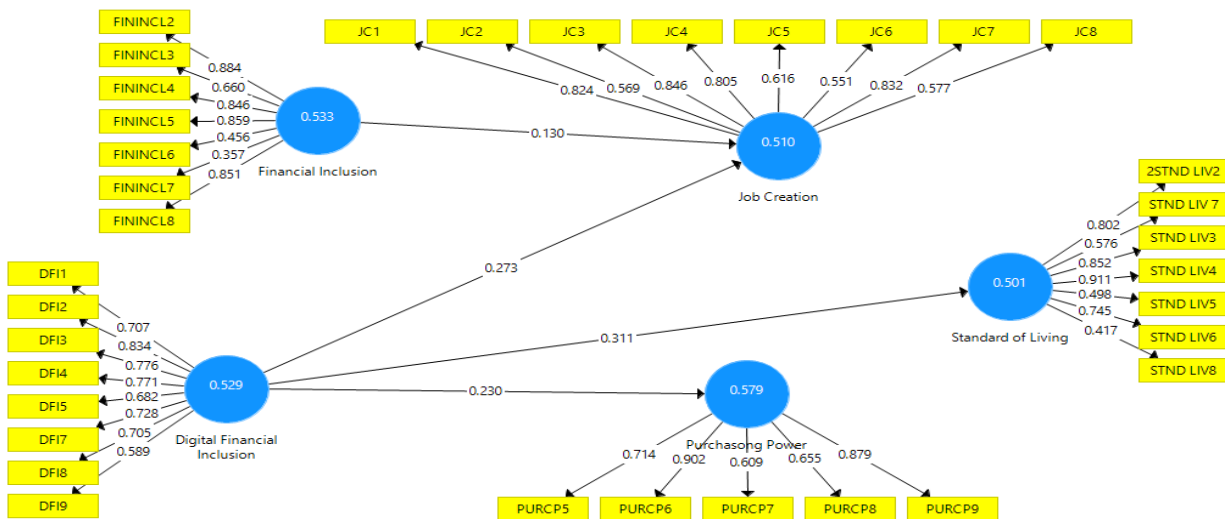 FININCL2
FININCL3
FININCL4
FININCL5
FININCL6
FININCL7
FININCL8
0.884
0.660
0.846
0.859
0.456
0.357
0.851
0.533
Financial Inclusion
JC1
JC2
JC3
JC4
JC5
JC6
JC7
JC8
0.824
0.569
0.846
0.805
0.616
0.551
0.832
0.577
0.130
0.510
Job Creation
0.273
2STND LIV2
STND LIV 7
STND LIV3
STND LIV4
STND LIV5
STND LIV6
STND LIV8
0.802
0.576
0.852
0.911
0.498
0.745
0.417
0.501
Standard of Living
0.311
DFI1
DFI2
DFI3
DFI4
DFI5
DFI7
DFI8
DFI9
0.707
0.834
0.776
0.771
0.682
0.728
0.705
0.589
0.529
Digital Financial
Inclusion
0.230
0.579
Purchasong Power
0.714
0.902
0.609
0.655
0.879
PURCP5
PURCP6
PURCP7
PURCP8
PURCP9